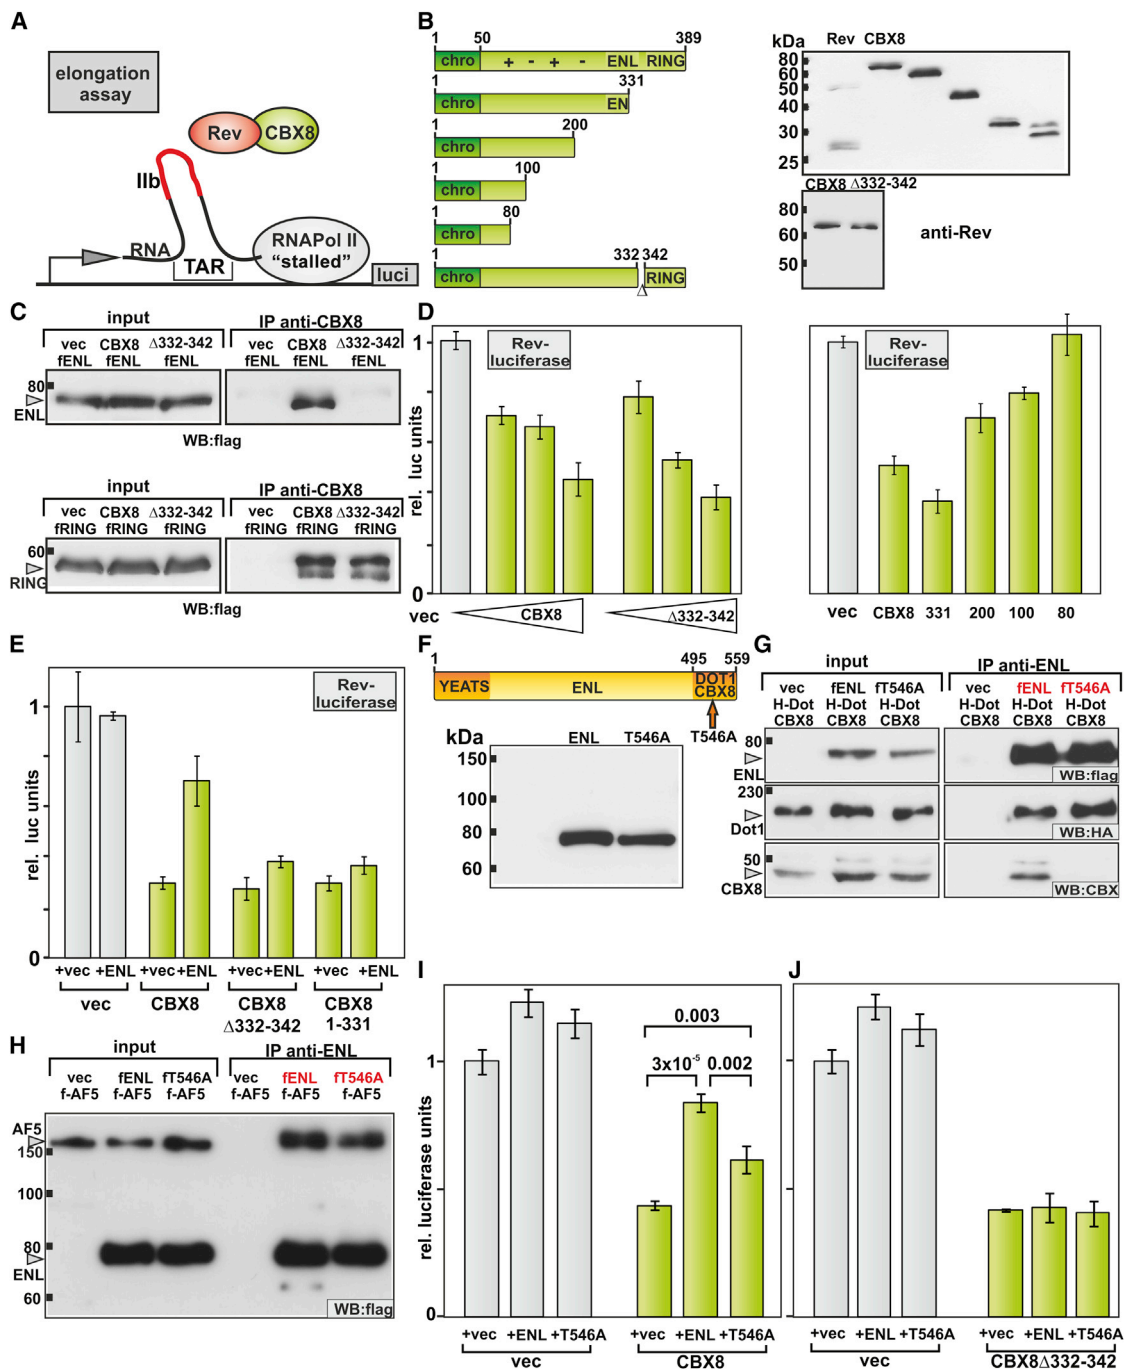 A
elongation
assay
Rev
CBX8
IIb
RNA
TAR
RNAPol II
“stalled”
luci
B
1 50 389
chro + - + - ENL RING
1 331
chro EN
1 200
chro
1 100
chro
1 80
chro
1 332 342
chro RING
Δ
kDa Rev CBX8
80
60
50
40
30
25
CBX8 Δ332-342
80
60
50
anti-Rev
C
input IP anti-CBX8
vec CBX8 Δ332-342 vec CBX8 Δ332-342
fENL fENL fENL fENL fENL fENL
80
ENL
WB:flag
input IP anti-CBX8
vec CBX8 Δ332-342 vec CBX8 Δ332-342
fRING fRING fRING fRING fRING fRING
60
RING
WB:flag
D
1
Rev-
luciferase
rel. luc units
0
vec CBX8 Δ332-342
Rev-
luciferase
vec CBX8 331 200 100 80
E
Rev-
luciferase
1
rel. luc units
0
+vec +ENL +vec +ENL +vec +ENL +vec +ENL
vec CBX8 CBX8 CBX8
Δ332-342 1-331
F
1 495 559
YEATS ENL DOT1
CBX8
T546A
kDa ENL T546A
150
100
80
60
G
input IP anti-ENL
vec fENL fT546A vec fENL fT546A
H-Dot H-Dot H-Dot H-Dot H-Dot H-Dot
CBX8 CBX8 CBX8 CBX8 CBX8 CBX8
80
ENL
WB:flag
230
Dot1
WB:HA
50
CBX8
WB:CBX
H
input IP anti-ENL
vec fENL fT546A vec fENL fT546A
f-AF5 f-AF5 f-AF5 f-AF5 f-AF5 f-AF5
AF5
150
100
80
ENL
60
WB:flag
I
0.003
3x10-5 0.002
1
rel. luciferase units
0
+vec +ENL +T546A +vec +ENL +T546A
vec CBX8
J
+vec +ENL +T546A +vec +ENL +T546A
vec CBX8Δ332-342